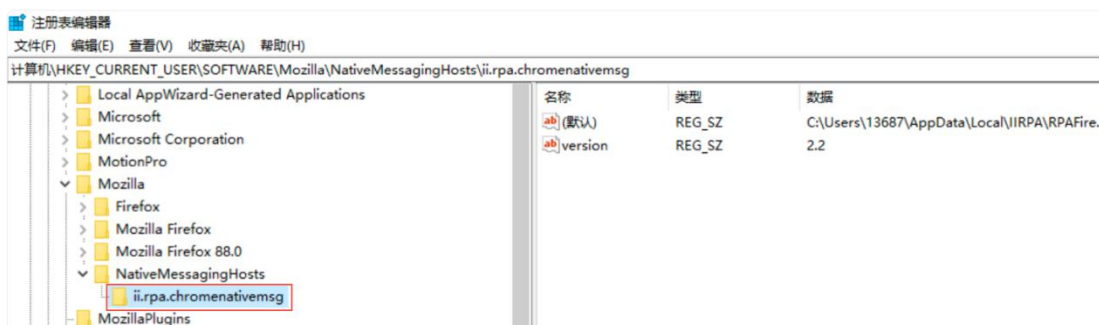 注册表编辑器
文件(F) 编辑(E) 查看(V) 收藏夹(A) 帮助(H)
计算机\HKEY_CURRENT_USER\SOFTWARE\Mozilla\NativeMessagingHosts\ii.rpa.chromenativemsg
Local AppWizard-Generated Applications
Microsoft
Microsoft Corporation
MotionPro
Mozilla
Firefox
Mozilla Firefox
Mozilla Firefox 88.0
NativeMessagingHosts
ii.rpa.chromenativemsg
MozillaPlugins
名称 类型 数据
ab (默认) REG_SZ C:\Users\13687\AppData\Local\IIRPA\RPAFire.
ab version REG_SZ 2.2